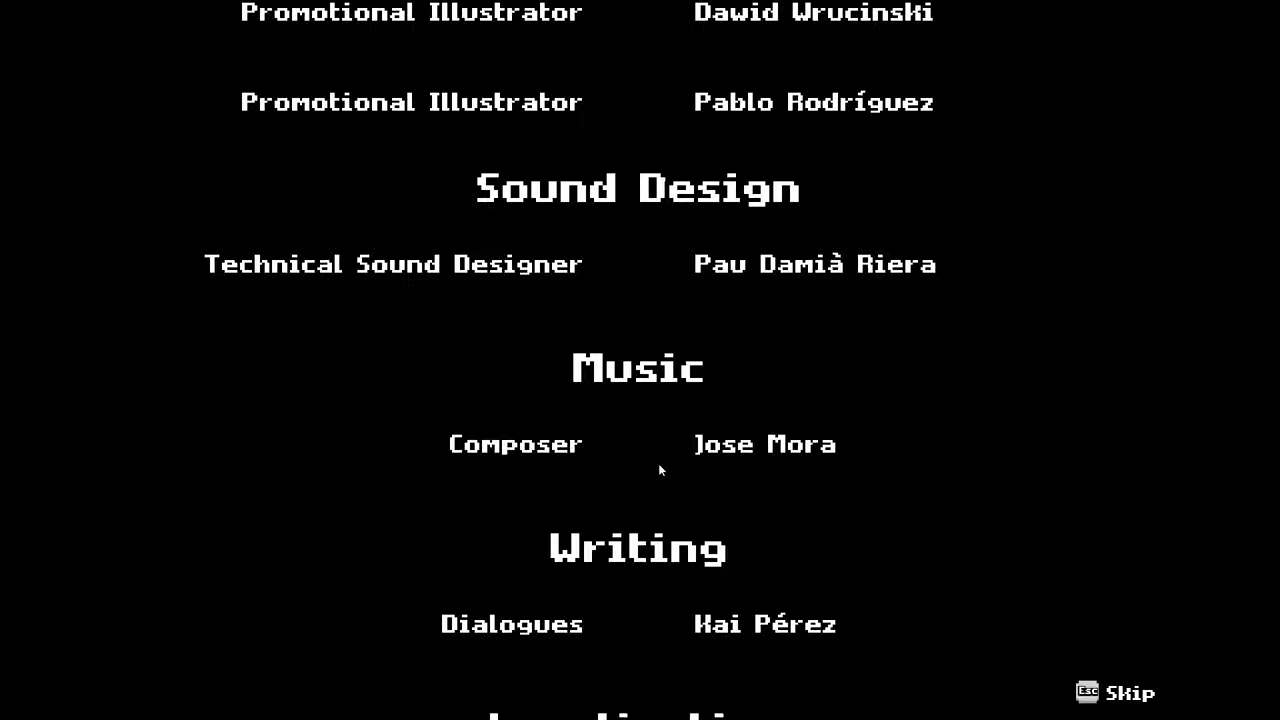 Promotional Illustrator Dawid Wrucinski
Promotional Illustrator Pablo Rodríguez
Sound Design
Technical Sound Designer Pau Damià Riera
Music
Composer Jose Mora
Writing
Dialogues Kai Pérez
Esc Skip